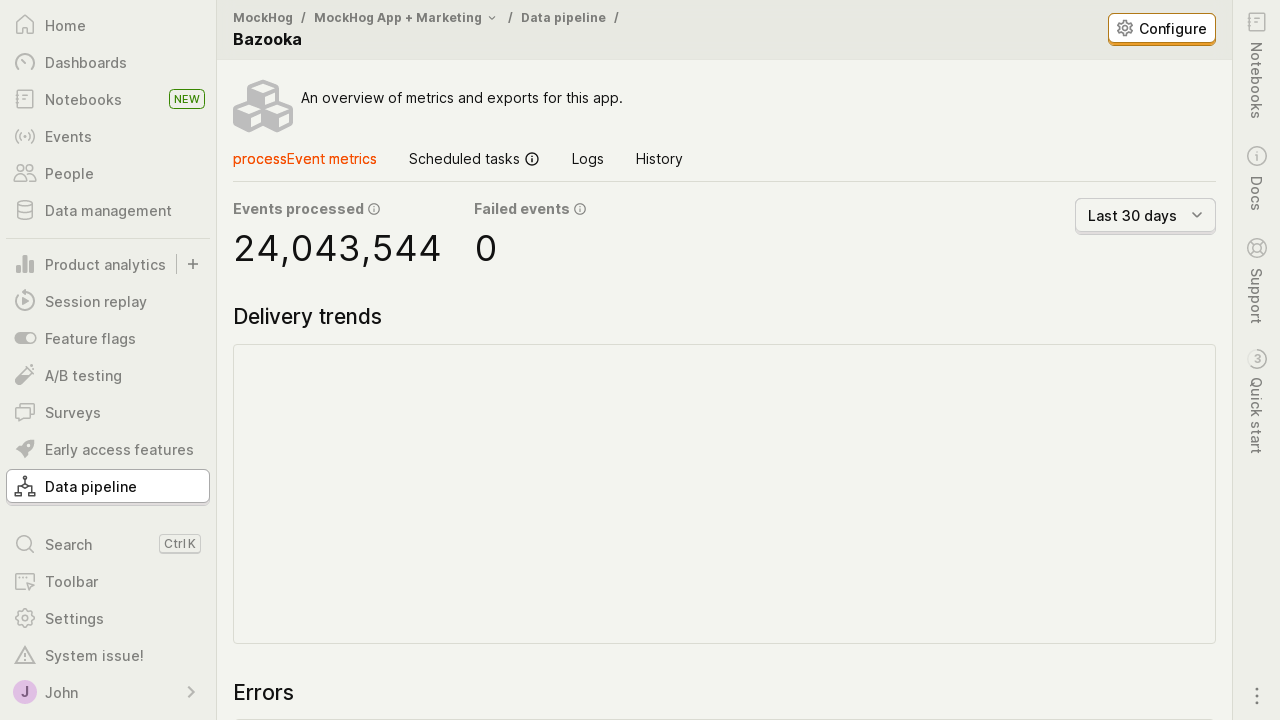 Home
Dashboards
Notebooks NEW
Events
People
Data management
Product analytics
Session replay
Feature flags
A/B testing
Surveys
Early access features
Data pipeline
Search Ctrl K
Toolbar
Settings
System issue!
J John
MockHog / MockHog App + Marketing / Data pipeline /
Bazooka
Configure
An overview of metrics and exports for this app.
processEvent metrics Scheduled tasks Logs History
Events processed Failed events
24,043,544 0
Last 30 days
Delivery trends
Errors
Notebooks
Docs
Support
3 Quick start